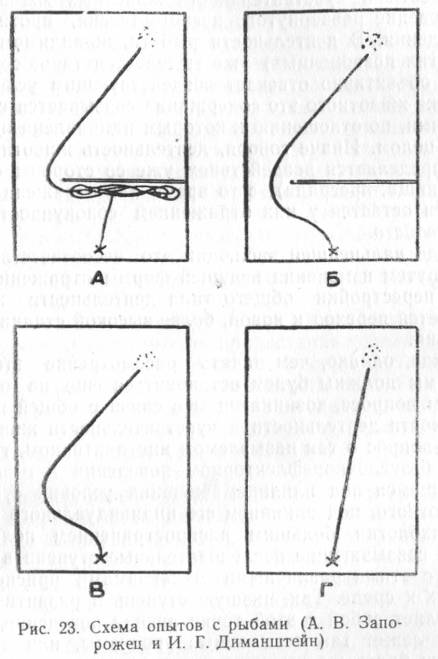 А
Б
В
Г
Рис. 23. Схема опытов с рыбами (А. В. Запо-
рожец и И. Г. Диманштейн)